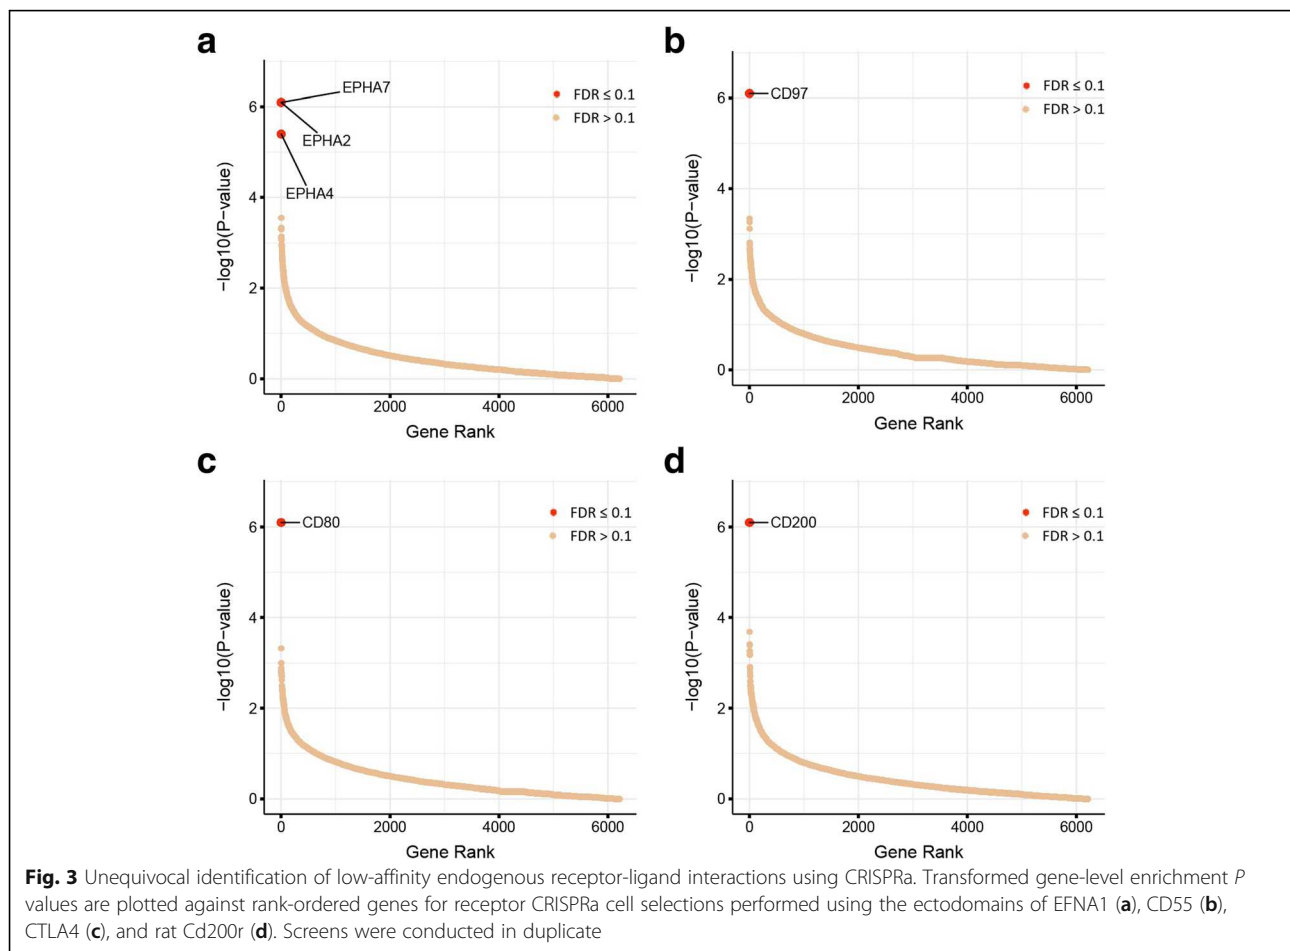 a
EPHA7
EPHA2
EPHA4
FDR ≤ 0.1
FDR > 0.1
6
4
2
0
−log10(P−value)
0 2000 4000 6000
Gene Rank
b
CD97
FDR ≤ 0.1
FDR > 0.1
6
4
2
0
−log10(P−value)
0 2000 4000 6000
Gene Rank
c
CD80
FDR ≤ 0.1
FDR > 0.1
6
4
2
0
−log10(P−value)
0 2000 4000 6000
Gene Rank
d
CD200
FDR ≤ 0.1
FDR > 0.1
6
4
2
0
−log10(P−value)
0 2000 4000 6000
Gene Rank
Fig. 3 Unequivocal identification of low-affinity endogenous receptor-ligand interactions using CRISPRa. Transformed gene-level enrichment P
values are plotted against rank-ordered genes for receptor CRISPRa cell selections performed using the ectodomains of EFNA1 (a), CD55 (b),
CTLA4 (c), and rat Cd200r (d). Screens were conducted in duplicate